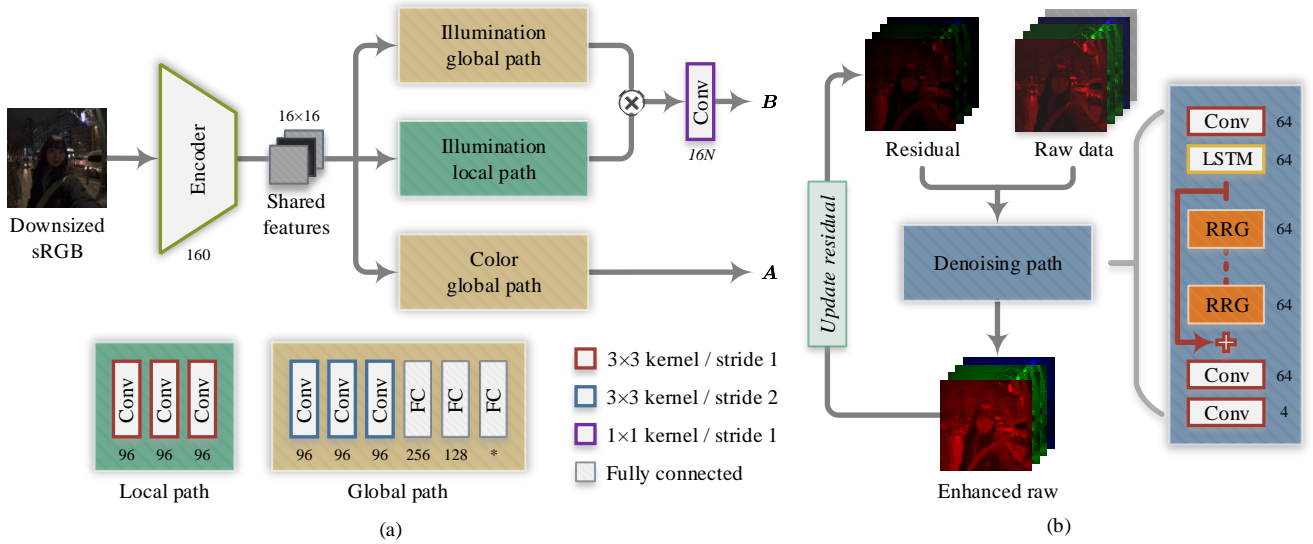 Downsized
sRGB
Encoder
160
16×16
Shared
features
Illumination
global path
Illumination
local path
Color
global path
Conv
16N
B
A
Conv
Conv
Conv
96
96
96
Local path
Conv
Conv
Conv
FC
FC
FC
96
96
96
256
128
*
Global path
3×3 kernel / stride 1
3×3 kernel / stride 2
1×1 kernel / stride 1
Fully connected
(a)
Residual
Raw data
Update residual
Denoising path
Enhanced raw
Conv 64
LSTM 64
RRG 64
RRG 64
Conv 64
Conv 4
(b)